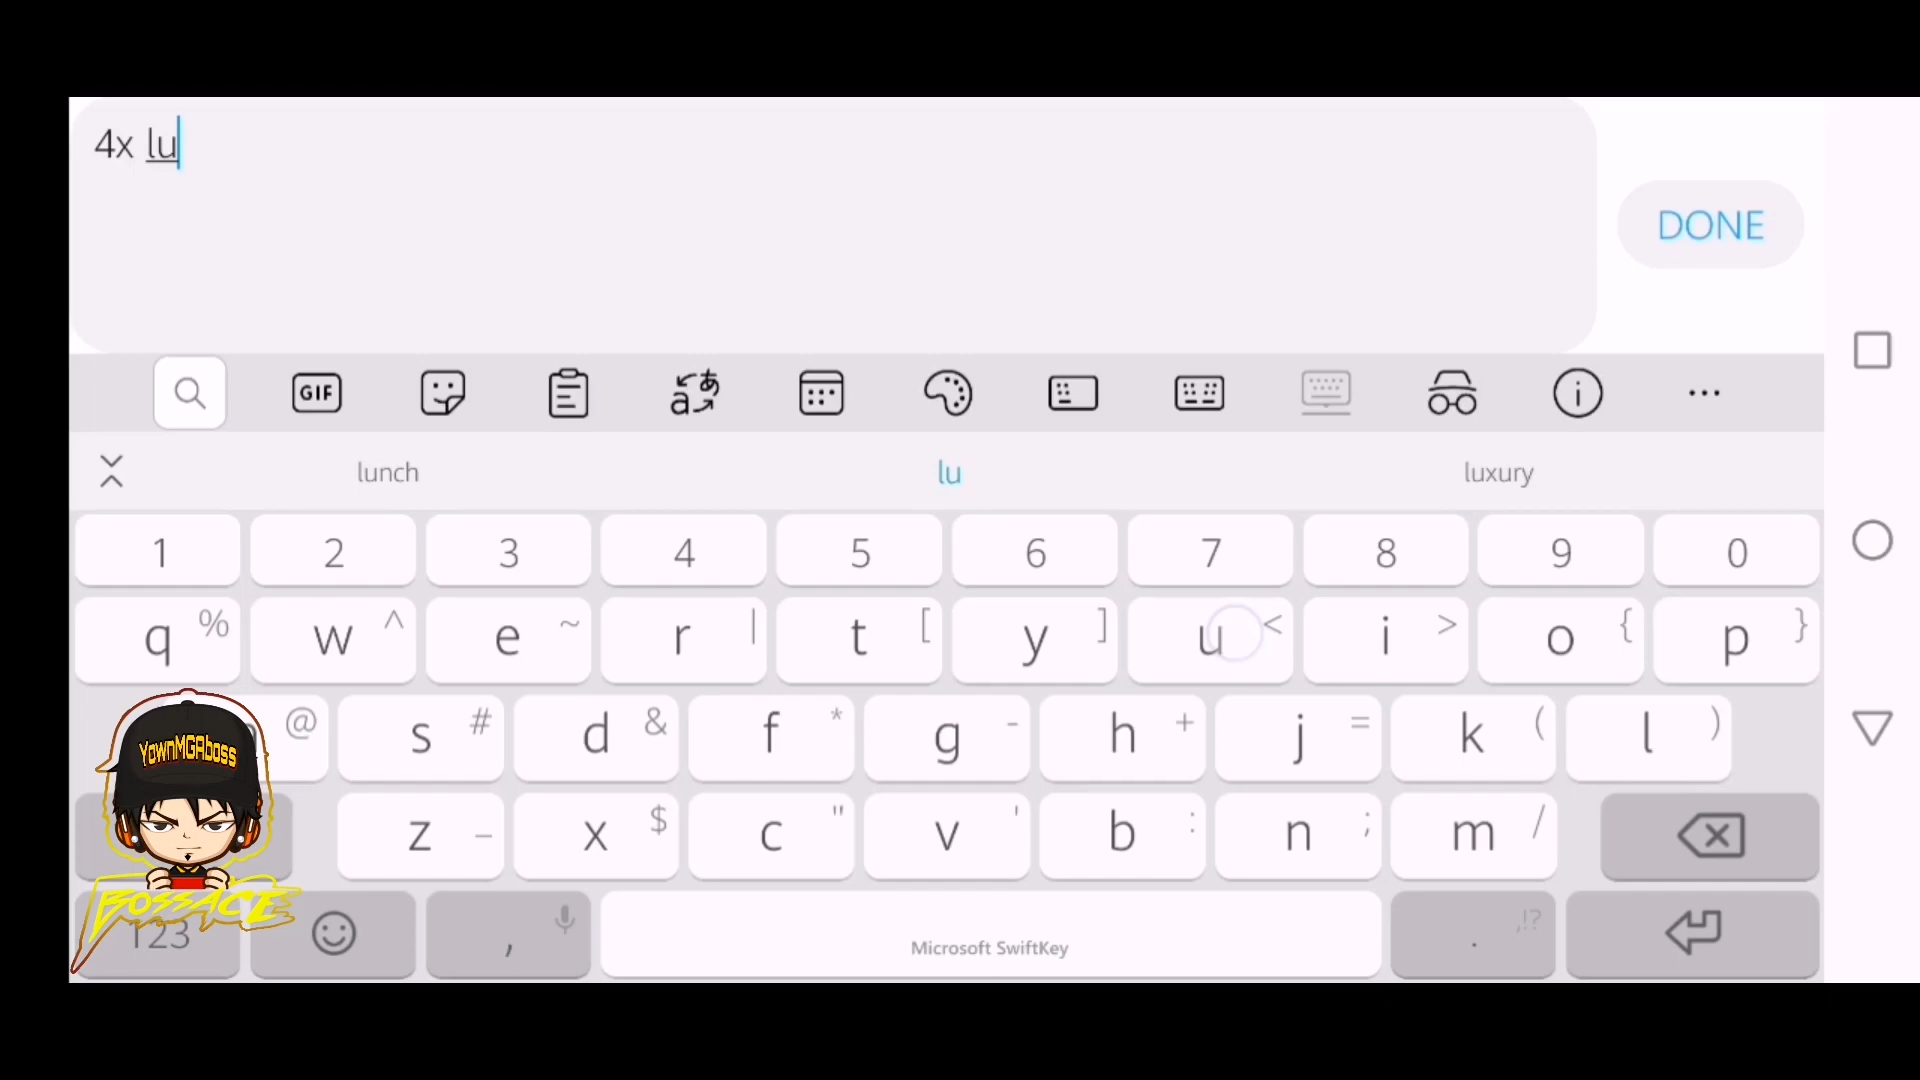 4x lu
DONE
GIF
a あ
lunch lu luxury
1 2 3 4 5 6 7 8 9 0
q % w ^ e ~ r | t [ y ] u < i > o { p }
@ s # d & f * g - h + j = k ( l )
z _ x $ c " v ' b : n ; m /
123 , Microsoft SwiftKey . ,!?
YownMGAboss
BOSSACE